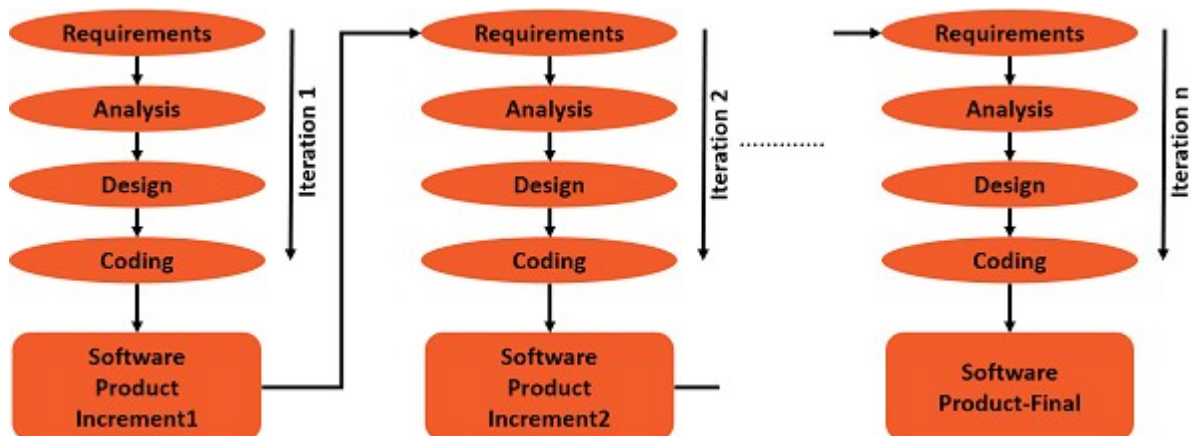 Requirements
Analysis
Design
Coding
Software
Product
Increment1
Iteration 1
Requirements
Analysis
Design
Coding
Software
Product
Increment2
Iteration 2
Requirements
Analysis
Design
Coding
Software
Product-Final
Iteration n